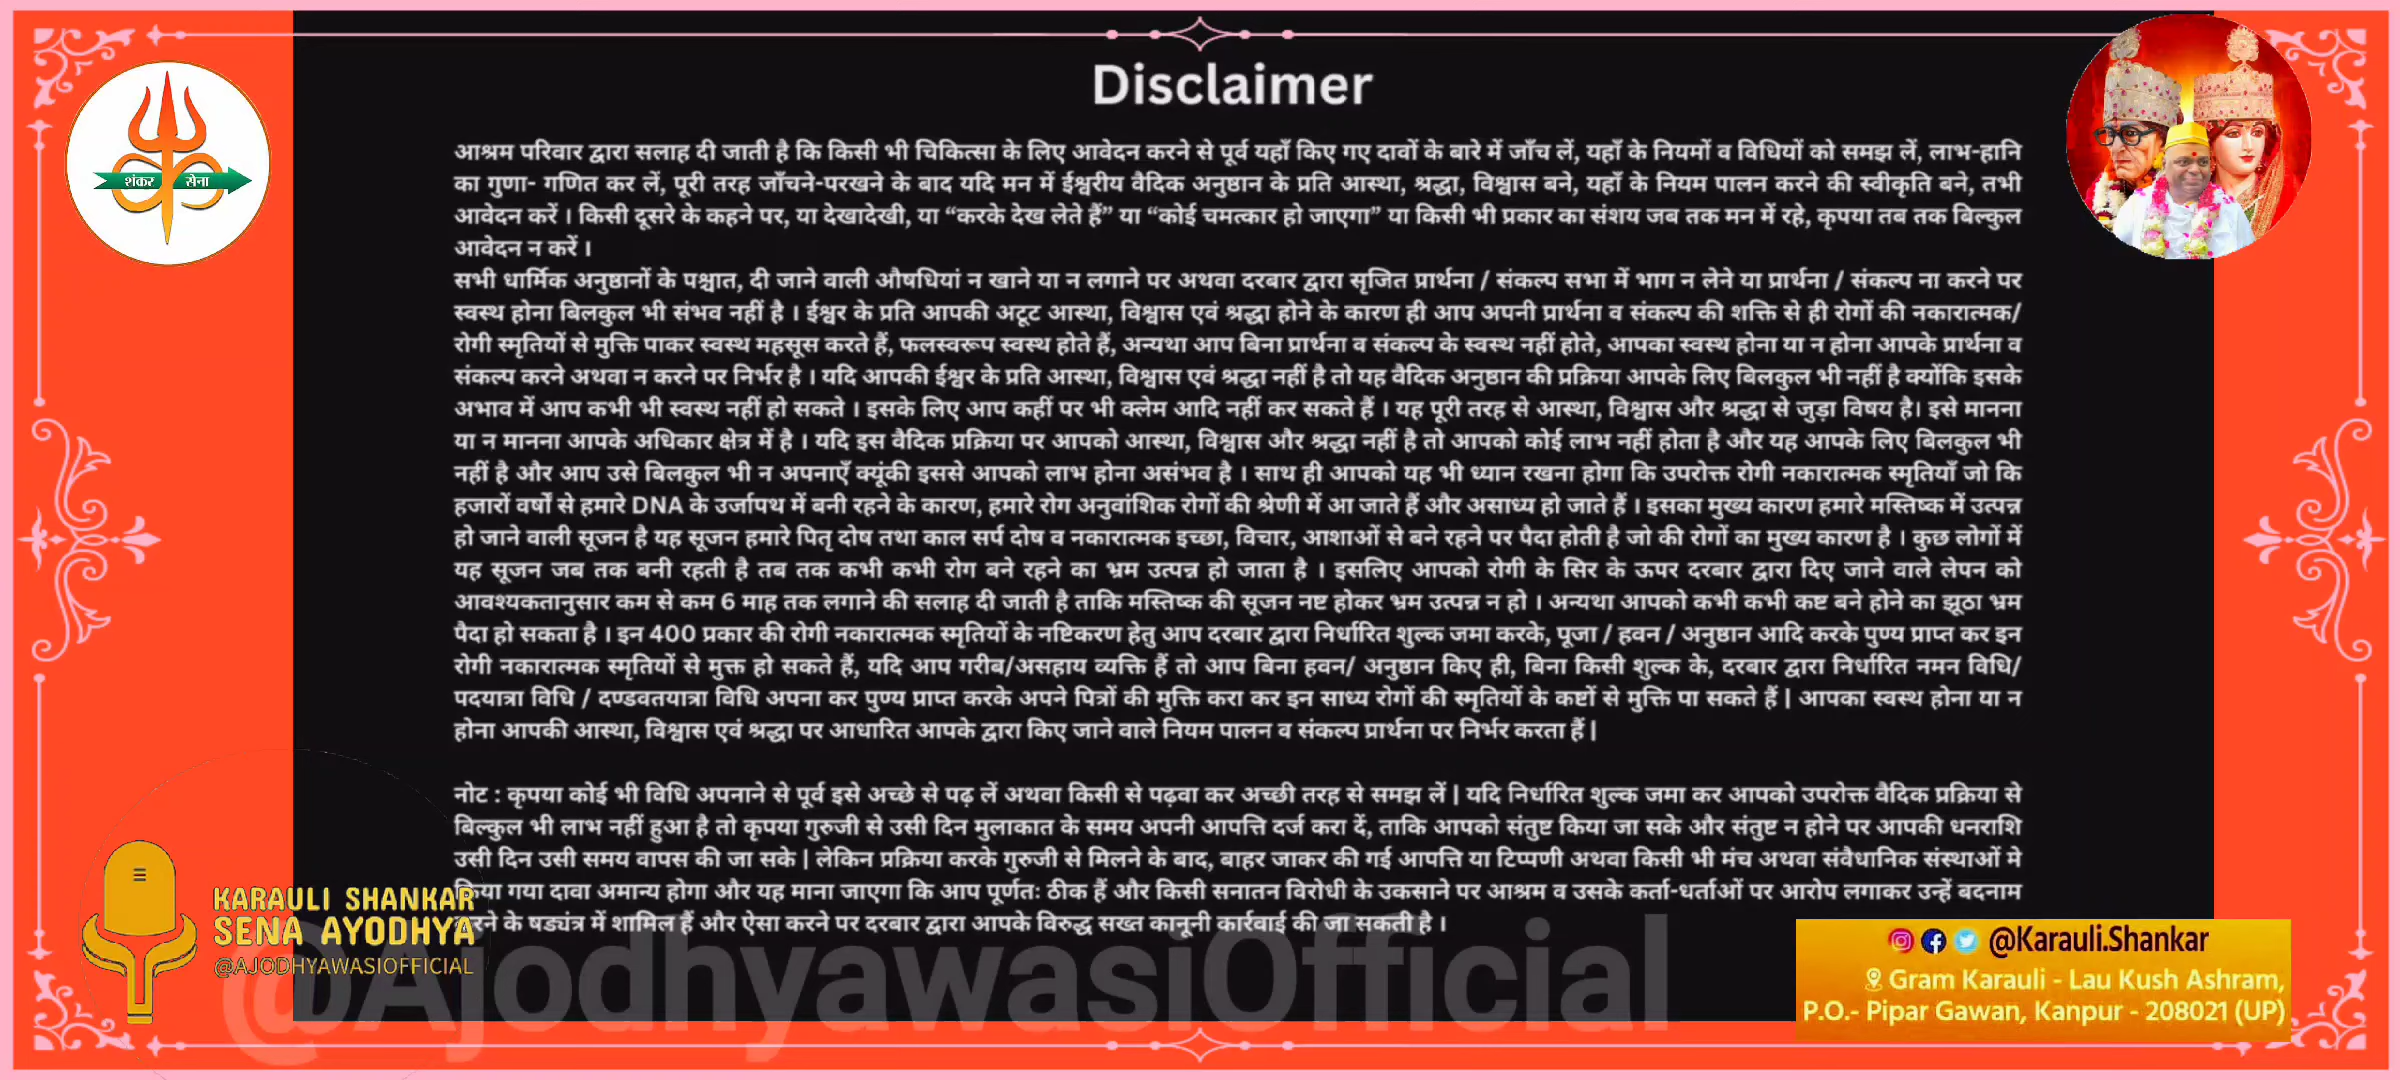 Disclaimer
शंकर सेना
आश्रम परिवार द्वारा सलाह दी जाती है कि किसी भी चिकित्सा के लिए आवेदन करने से पूर्व यहाँ किए गए दावों के बारे में जाँच लें, यहाँ के नियमों व विधियों को समझ लें, लाभ-हानि
का गुणा- गणित कर लें, पूरी तरह जाँचने-परखने के बाद यदि मन में ईश्वरीय वैदिक अनुष्ठान के प्रति आस्था, श्रद्धा, विश्वास बने, यहाँ के नियम पालन करने की स्वीकृति बने, तभी
आवेदन करें । किसी दूसरे के कहने पर, या देखादेखी, या “करके देख लेते हैं” या “कोई चमत्कार हो जाएगा” या किसी भी प्रकार का संशय जब तक मन में रहे, कृपया तब तक बिल्कुल
आवेदन न करें ।
सभी धार्मिक अनुष्ठानों के पश्चात, दी जाने वाली औषधियां न खाने या न लगाने पर अथवा दरबार द्वारा सृजित प्रार्थना / संकल्प सभा में भाग न लेने या प्रार्थना / संकल्प ना करने पर
स्वस्थ होना बिलकुल भी संभव नहीं है । ईश्वर के प्रति आपकी अटूट आस्था, विश्वास एवं श्रद्धा होने के कारण ही आप अपनी प्रार्थना व संकल्प की शक्ति से ही रोगों की नकारात्मक/
रोगी स्मृतियों से मुक्ति पाकर स्वस्थ महसूस करते हैं, फलस्वरूप स्वस्थ होते हैं, अन्यथा आप बिना प्रार्थना व संकल्प के स्वस्थ नहीं होते, आपका स्वस्थ होना या न होना आपके प्रार्थना व
संकल्प करने अथवा न करने पर निर्भर है । यदि आपकी ईश्वर के प्रति आस्था, विश्वास एवं श्रद्धा नहीं है तो यह वैदिक अनुष्ठान की प्रक्रिया आपके लिए बिलकुल भी नहीं है क्योंकि इसके
अभाव में आप कभी भी स्वस्थ नहीं हो सकते । इसके लिए आप कहीं पर भी क्लेम आदि नहीं कर सकते हैं । यह पूरी तरह से आस्था, विश्वास और श्रद्धा से जुड़ा विषय है। इसे मानना
या न मानना आपके अधिकार क्षेत्र में है । यदि इस वैदिक प्रक्रिया पर आपको आस्था, विश्वास और श्रद्धा नहीं है तो आपको कोई लाभ नहीं होता है और यह आपके लिए बिलकुल भी
नहीं है और आप उसे बिलकुल भी न अपनाएँ क्यूंकी इससे आपको लाभ होना असंभव है । साथ ही आपको यह भी ध्यान रखना होगा कि उपरोक्त रोगी नकारात्मक स्मृतियाँ जो कि
हजारों वर्षों से हमारे DNA के उर्जापथ में बनी रहने के कारण, हमारे रोग अनुवांशिक रोगों की श्रेणी में आ जाते हैं और असाध्य हो जाते हैं । इसका मुख्य कारण हमारे मस्तिष्क में उत्पन्न
हो जाने वाली सूजन है यह सूजन हमारे पितृ दोष तथा काल सर्प दोष व नकारात्मक इच्छा, विचार, आशाओं से बने रहने पर पैदा होती है जो की रोगों का मुख्य कारण है । कुछ लोगों में
यह सूजन जब तक बनी रहती है तब तक कभी कभी रोग बने रहने का भ्रम उत्पन्न हो जाता है । इसलिए आपको रोगी के सिर के ऊपर दरबार द्वारा दिए जाने वाले लेपन को
आवश्यकतानुसार कम से कम 6 माह तक लगाने की सलाह दी जाती है ताकि मस्तिष्क की सूजन नष्ट होकर भ्रम उत्पन्न न हो । अन्यथा आपको कभी कभी कष्ट बने होने का झूठा भ्रम
पैदा हो सकता है । इन 400 प्रकार की रोगी नकारात्मक स्मृतियों के नष्टिकरण हेतु आप दरबार द्वारा निर्धारित शुल्क जमा करके, पूजा / हवन / अनुष्ठान आदि करके पुण्य प्राप्त कर इन
रोगी नकारात्मक स्मृतियों से मुक्त हो सकते हैं, यदि आप गरीब/असहाय व्यक्ति हैं तो आप बिना हवन/ अनुष्ठान किए ही, बिना किसी शुल्क के, दरबार द्वारा निर्धारित नमन विधि/
पदयात्रा विधि / दण्डवतयात्रा विधि अपना कर पुण्य प्राप्त करके अपने पित्रों की मुक्ति करा कर इन साध्य रोगों की स्मृतियों के कष्टों से मुक्ति पा सकते हैं | आपका स्वस्थ होना या न
होना आपकी आस्था, विश्वास एवं श्रद्धा पर आधारित आपके द्वारा किए जाने वाले नियम पालन व संकल्प प्रार्थना पर निर्भर करता हैं |
नोट : कृपया कोई भी विधि अपनाने से पूर्व इसे अच्छे से पढ़ लें अथवा किसी से पढ़वा कर अच्छी तरह से समझ लें | यदि निर्धारित शुल्क जमा कर आपको उपरोक्त वैदिक प्रक्रिया से
बिल्कुल भी लाभ नहीं हुआ है तो कृपया गुरुजी से उसी दिन मुलाकात के समय अपनी आपत्ति दर्ज करा दें, ताकि आपको संतुष्ट किया जा सके और संतुष्ट न होने पर आपकी धनराशि
उसी दिन उसी समय वापस की जा सके | लेकिन प्रक्रिया करके गुरुजी से मिलने के बाद, बाहर जाकर की गई आपत्ति या टिप्पणी अथवा किसी भी मंच अथवा संवैधानिक संस्थाओं मे
किया गया दावा अमान्य होगा और यह माना जाएगा कि आप पूर्णतः ठीक हैं और किसी सनातन विरोधी के उकसाने पर आश्रम व उसके कर्ता-धर्ताओं पर आरोप लगाकर उन्हें बदनाम
करने के षड्यंत्र में शामिल हैं और ऐसा करने पर दरबार द्वारा आपके विरुद्ध सख्त कानूनी कार्रवाई की जा सकती है ।
KARAULI SHANKAR
SENA AYODHYA
@AJODHYAWASIOFFICIAL
@AjodhyawasiOfficial
@Karauli.Shankar
Gram Karauli - Lau Kush Ashram,
P.O.- Pipar Gawan, Kanpur - 208021 (UP)